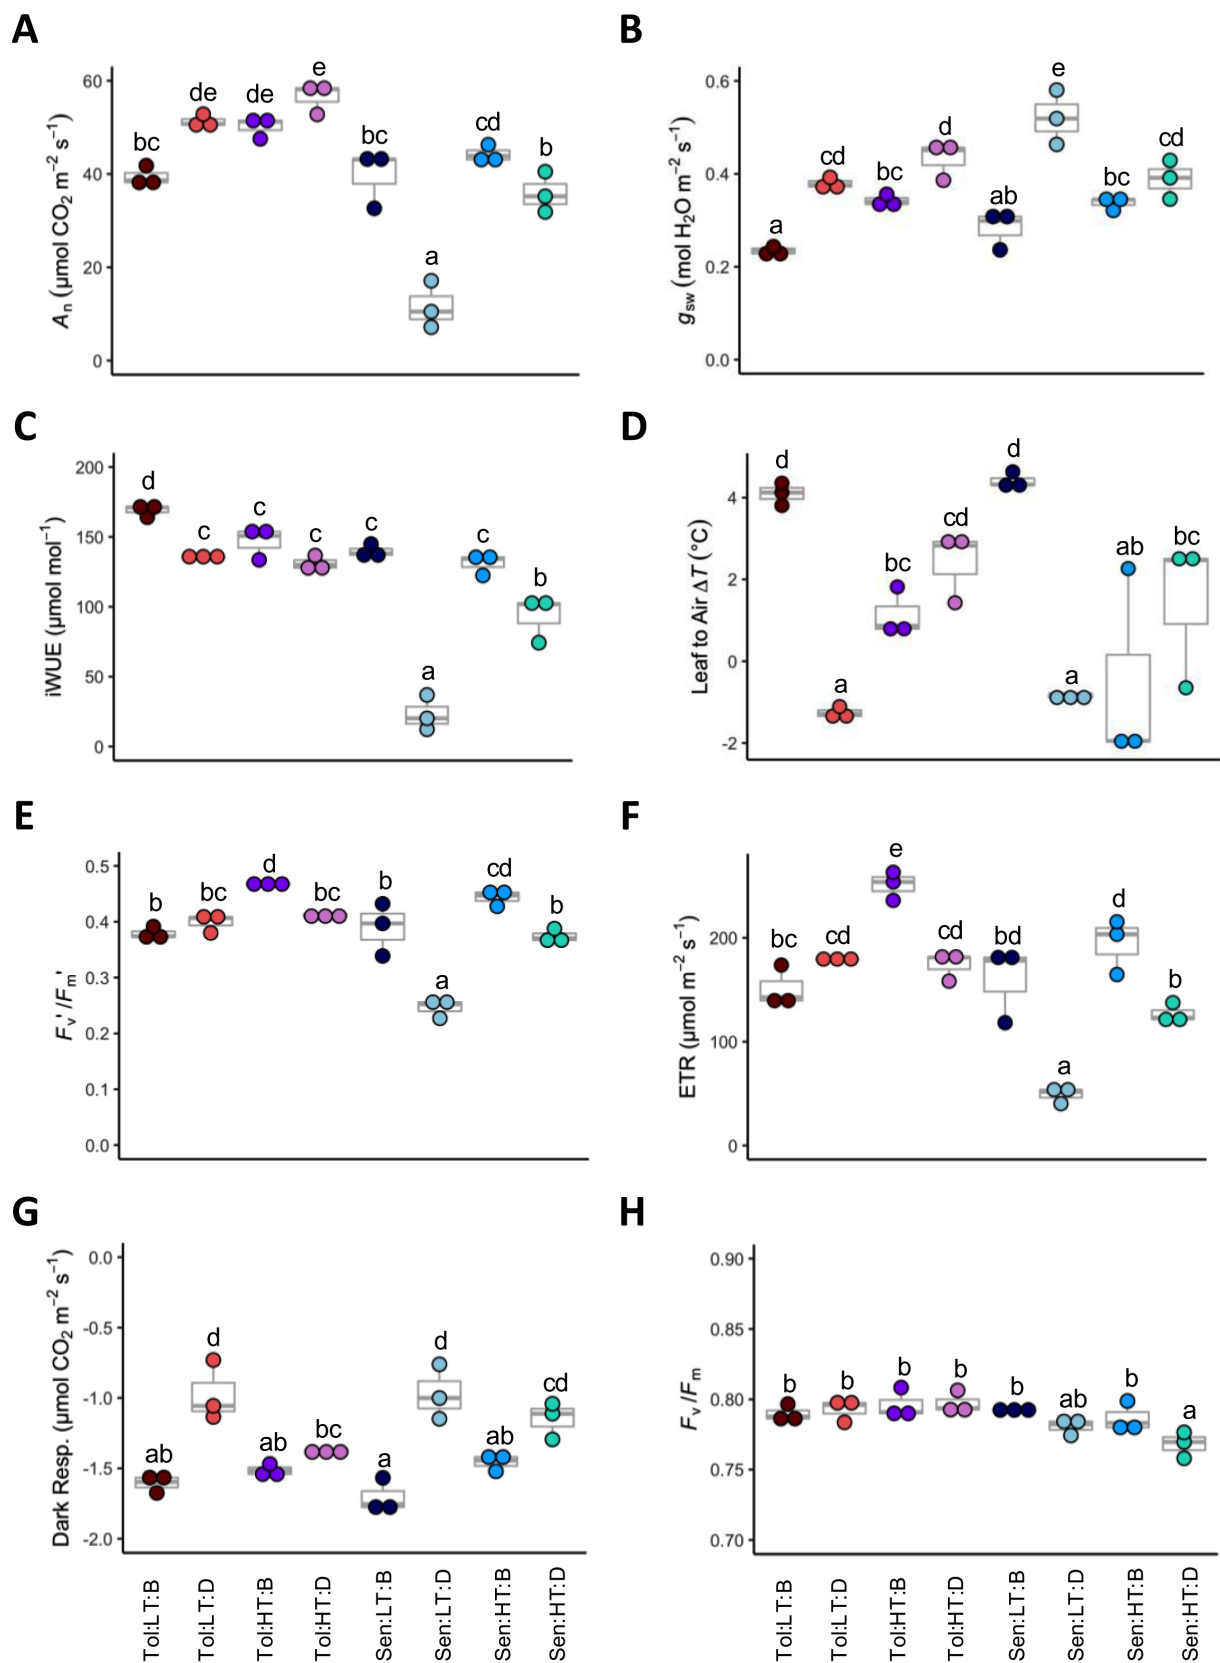 A
B
e
de
de
bc
bc
cd
b
a
60
40
20
0
Aₙ (µmol CO₂ m⁻² s⁻¹)
e
d
cd
cd
bc
bc
ab
a
0.6
0.4
0.2
0.0
g_sw (mol H₂O m⁻² s⁻¹)
C
D
d
c
c
c
c
c
b
a
200
150
100
50
0
iWUE (µmol mol⁻¹)
d
d
cd
bc
ab
bc
a
a
4
2
0
-2
Leaf to Air ΔT (°C)
E
F
b
bc
d
bc
b
a
cd
b
0.5
0.4
0.3
0.2
0.1
0.0
Fᵥ'/Fₘ'
bc
cd
e
cd
bd
a
d
b
200
100
0
ETR (µmol m⁻² s⁻¹)
G
H
ab
d
ab
bc
a
d
ab
cd
0.0
-0.5
-1.0
-1.5
-2.0
Dark Resp. (µmol CO₂ m⁻² s⁻¹)
b
b
b
b
b
ab
b
a
0.90
0.85
0.80
0.75
0.70
Fᵥ/Fₘ
Tol:LT:B
Tol:LT:D
Tol:HT:B
Tol:HT:D
Sen:LT:B
Sen:LT:D
Sen:HT:B
Sen:HT:D
Tol:LT:B
Tol:LT:D
Tol:HT:B
Tol:HT:D
Sen:LT:B
Sen:LT:D
Sen:HT:B
Sen:HT:D